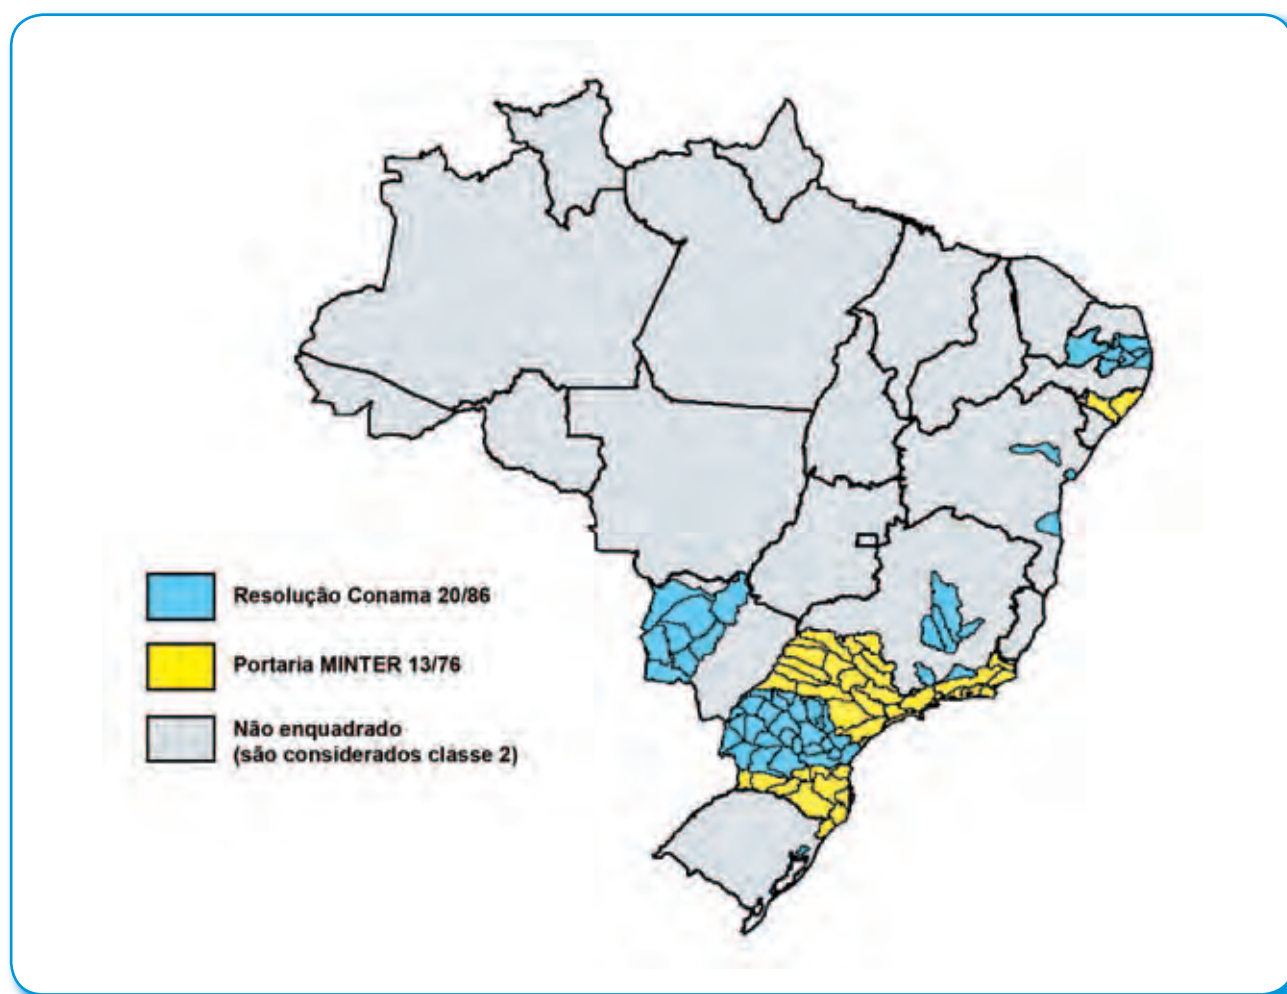 Resolução Conama 20/86
Portaria MINTER 13/76
Não enquadrado
(são considerados classe 2)